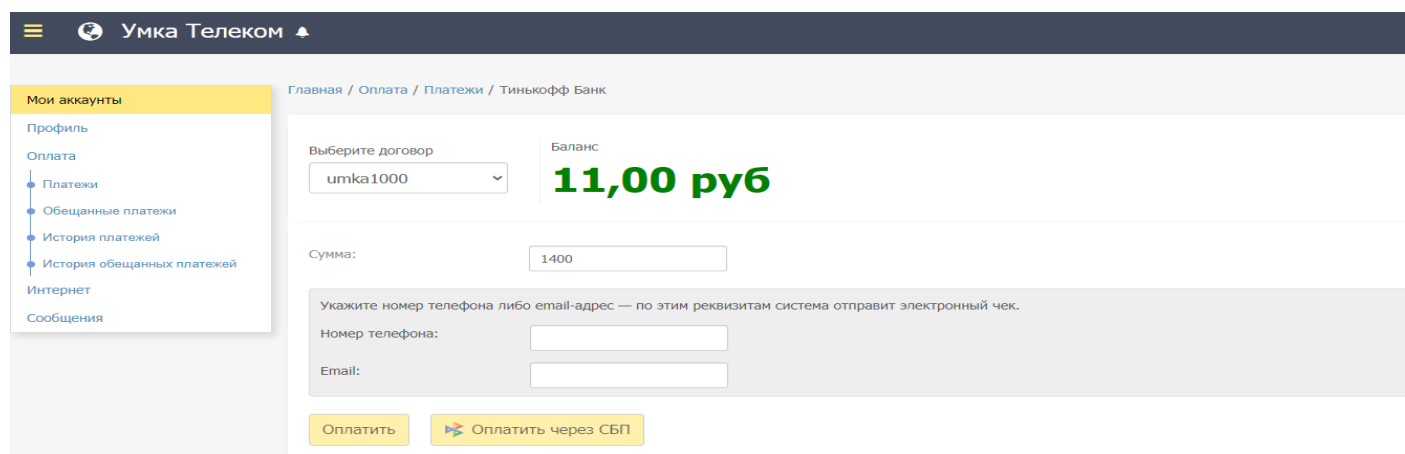 Умка Телеком
Мои аккаунты
Профиль
Оплата
Платежи
Обещанные платежи
История платежей
История обещанных платежей
Интернет
Сообщения
Главная / Оплата / Платежи / Тинькофф Банк
Выберите договор
umka1000
Баланс
11,00 руб
Сумма:
1400
Укажите номер телефона либо email-адрес — по этим реквизитам система отправит электронный чек.
Номер телефона:
Email:
Оплатить
Оплатить через СБП